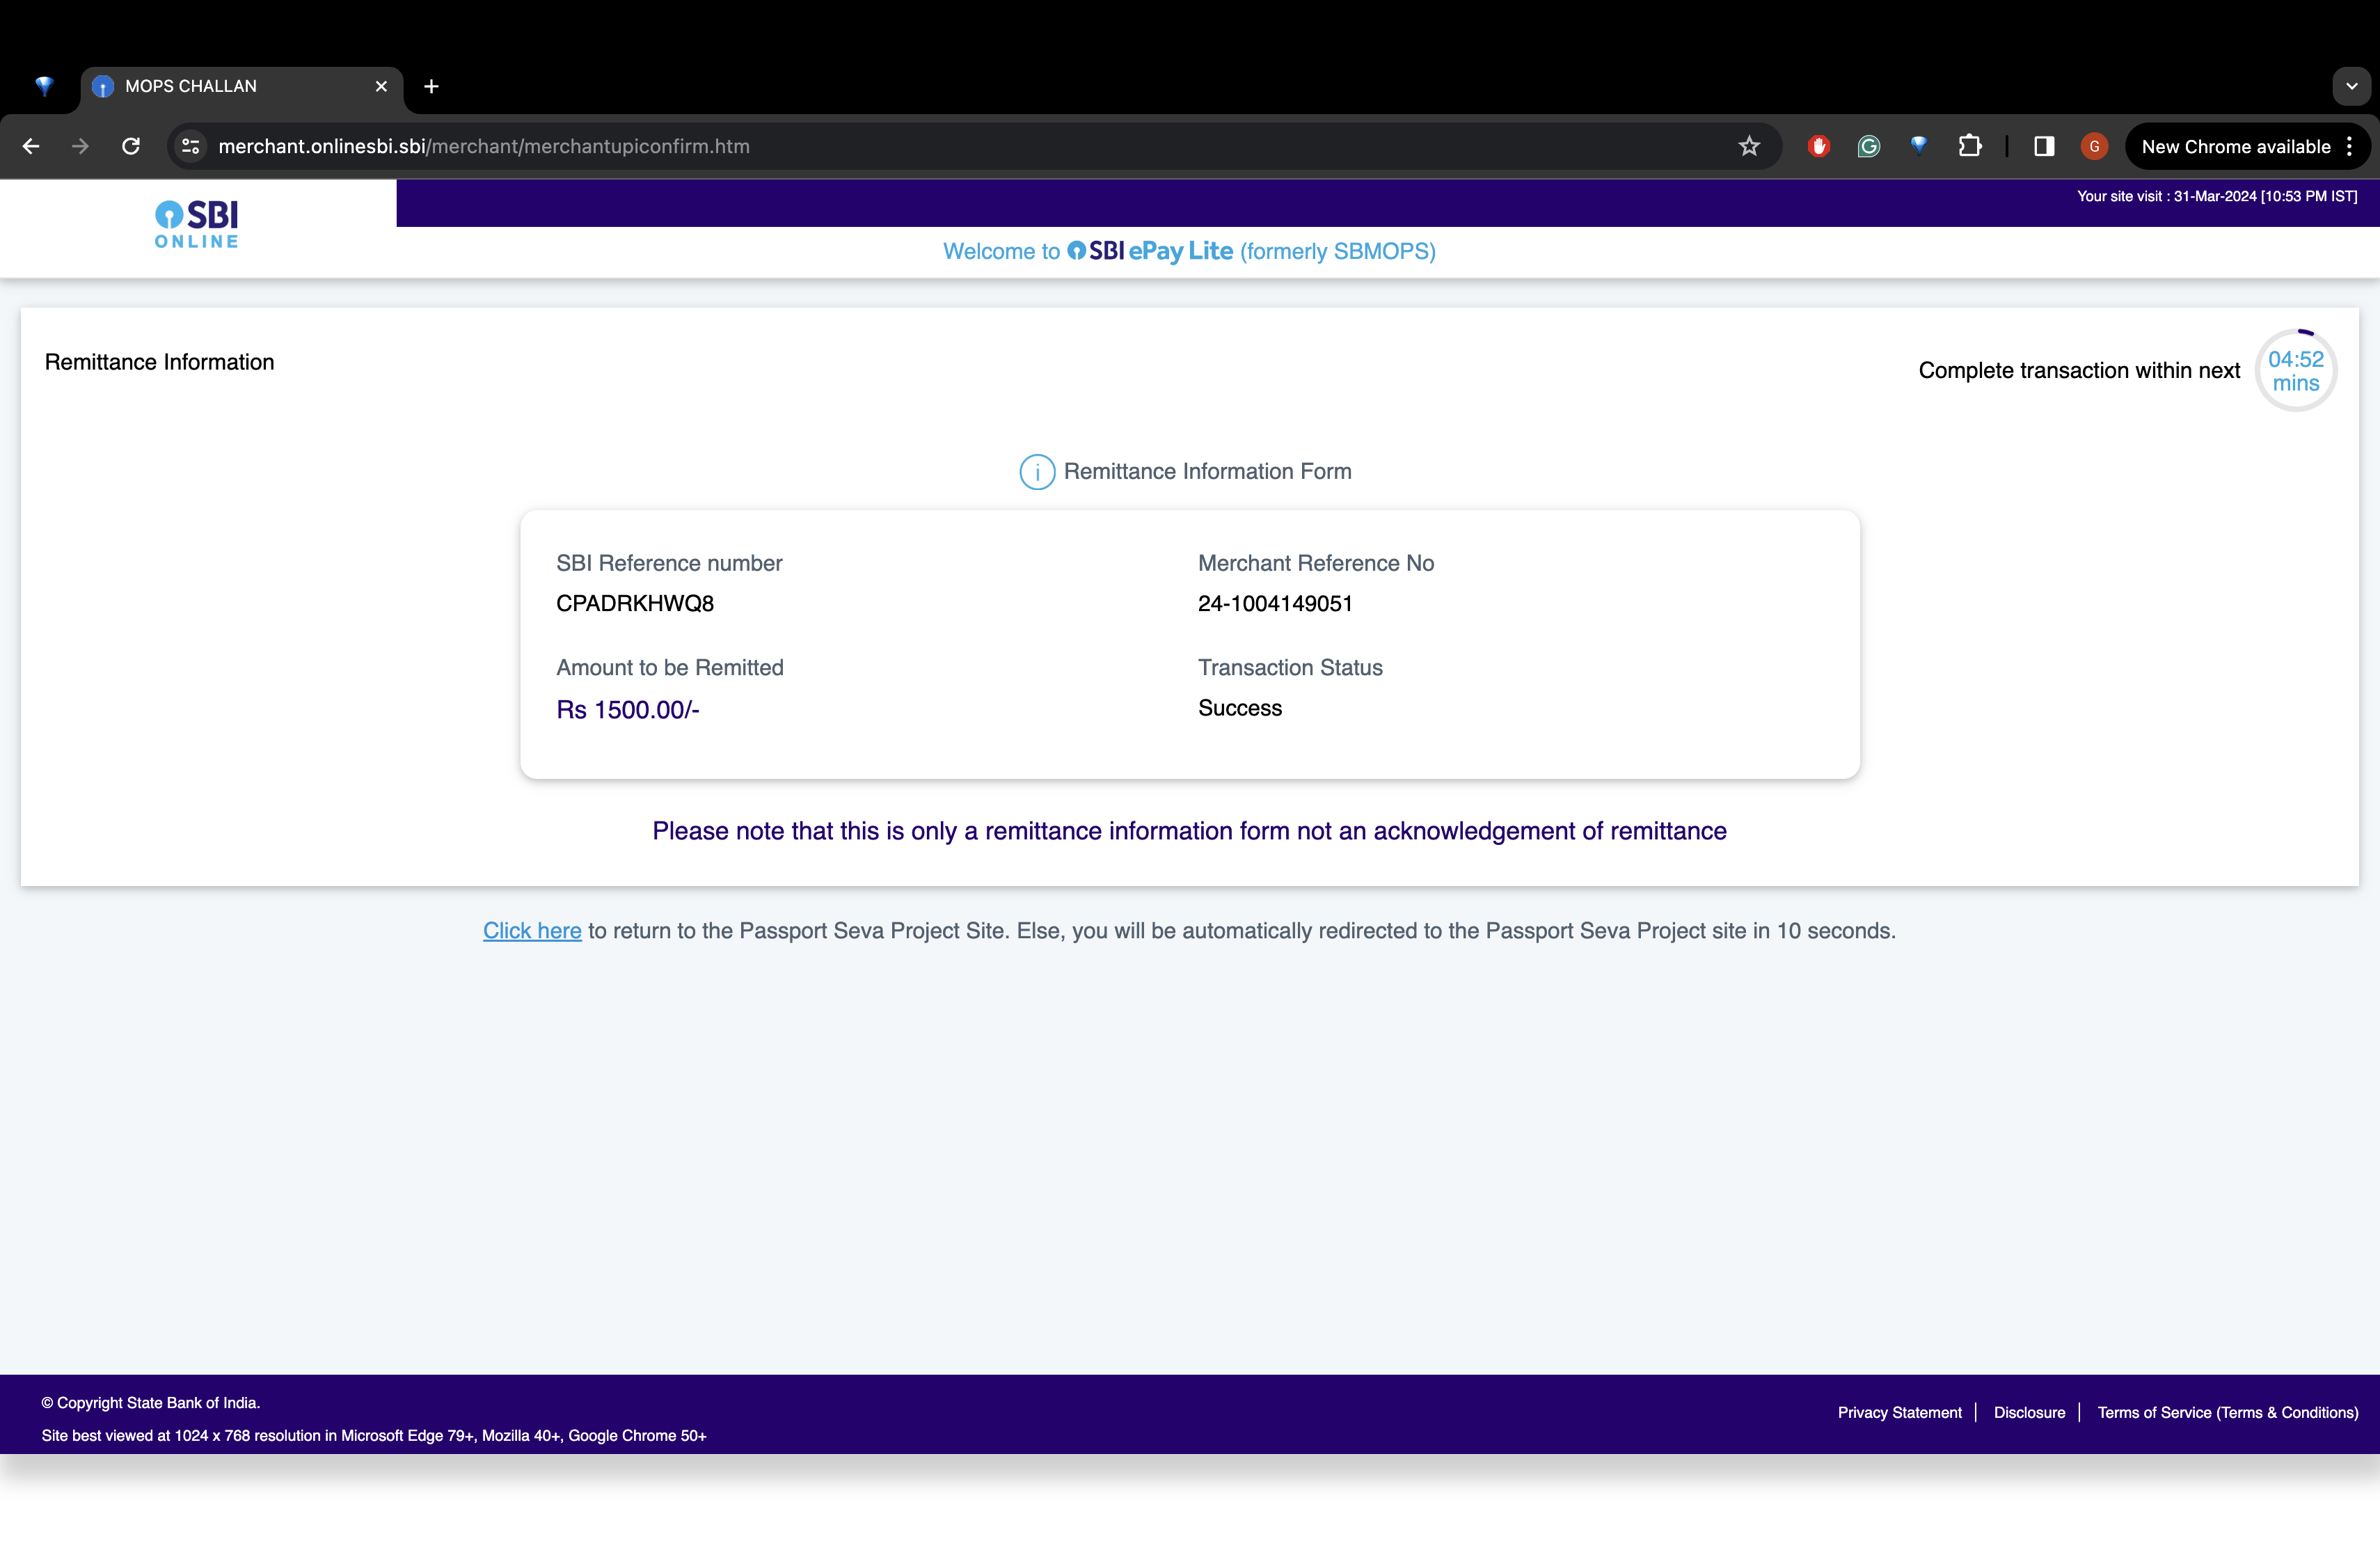 MOPS CHALLAN
merchant.onlinesbi.sbi/merchant/merchantupiconfirm.htm
G
New Chrome available
SBI
ONLINE
Your site visit : 31-Mar-2024 [10:53 PM IST]
Welcome to SBI ePay Lite (formerly SBMOPS)
Remittance Information
Complete transaction within next
04:52
mins
i Remittance Information Form
SBI Reference number
CPADRKHWQ8
Merchant Reference No
24-1004149051
Amount to be Remitted
Rs 1500.00/-
Transaction Status
Success
Please note that this is only a remittance information form not an acknowledgement of remittance
Click here to return to the Passport Seva Project Site. Else, you will be automatically redirected to the Passport Seva Project site in 10 seconds.
© Copyright State Bank of India.
Site best viewed at 1024 x 768 resolution in Microsoft Edge 79+, Mozilla 40+, Google Chrome 50+
Privacy Statement | Disclosure | Terms of Service (Terms & Conditions)